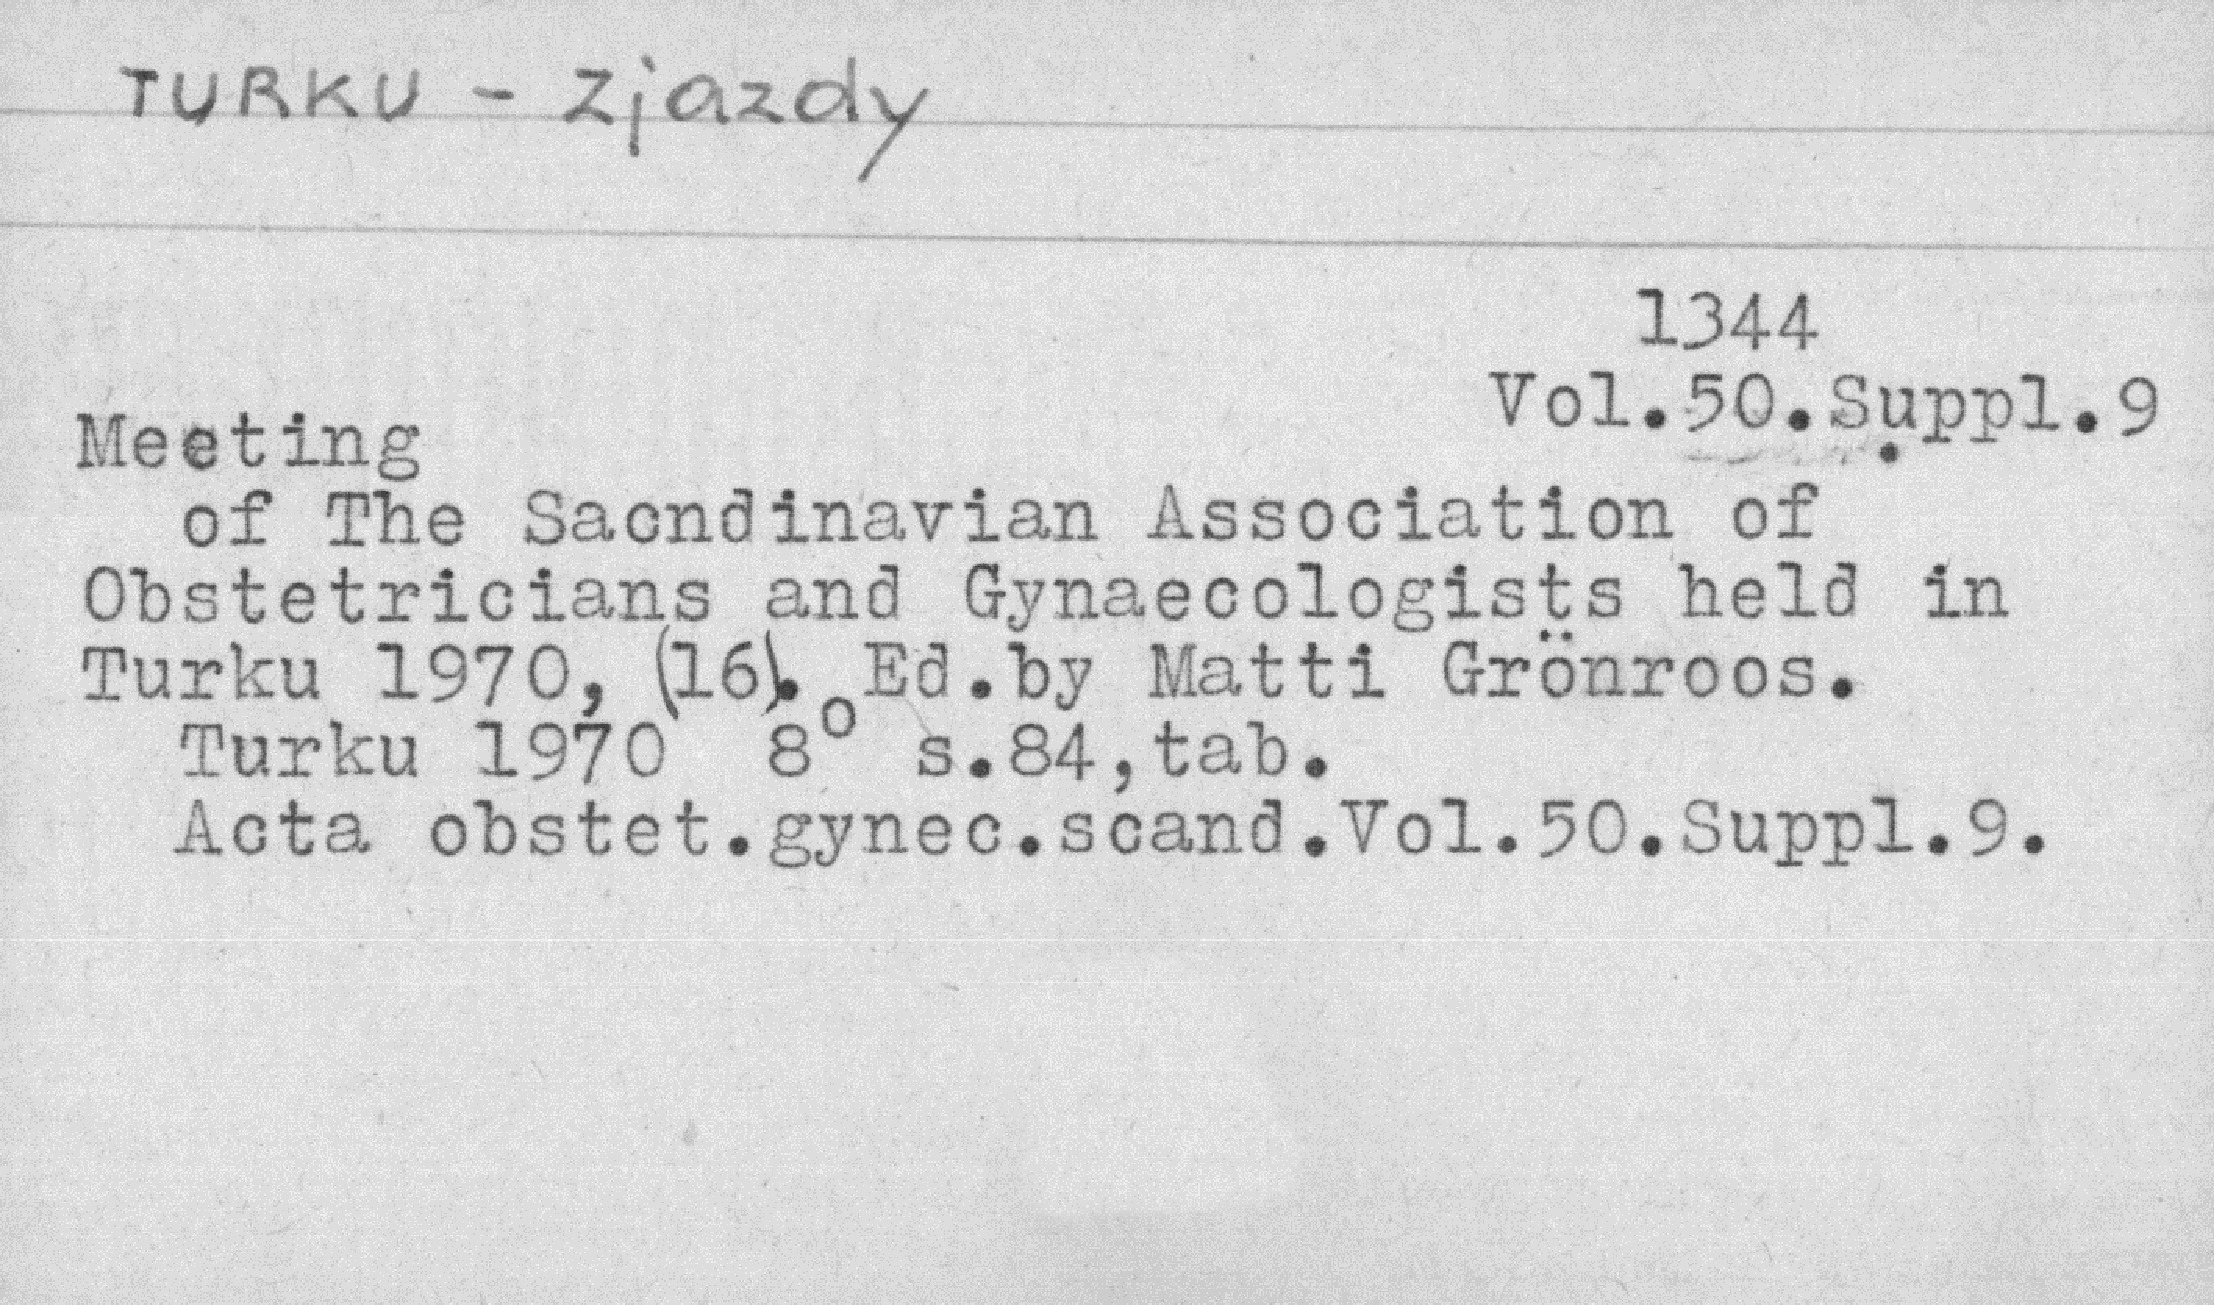 TURKU - Zjazdy
1344
Vol.50.Suppl.9
Meeting
of The Sacndinavian Association of
Obstetricians and Gynaecologists held in
Turku 1970, (16). Ed.by Matti Grönroos.
Turku 1970 8° s.84,tab.
Acta obstet.gynec.scand.Vol.50.Suppl.9.